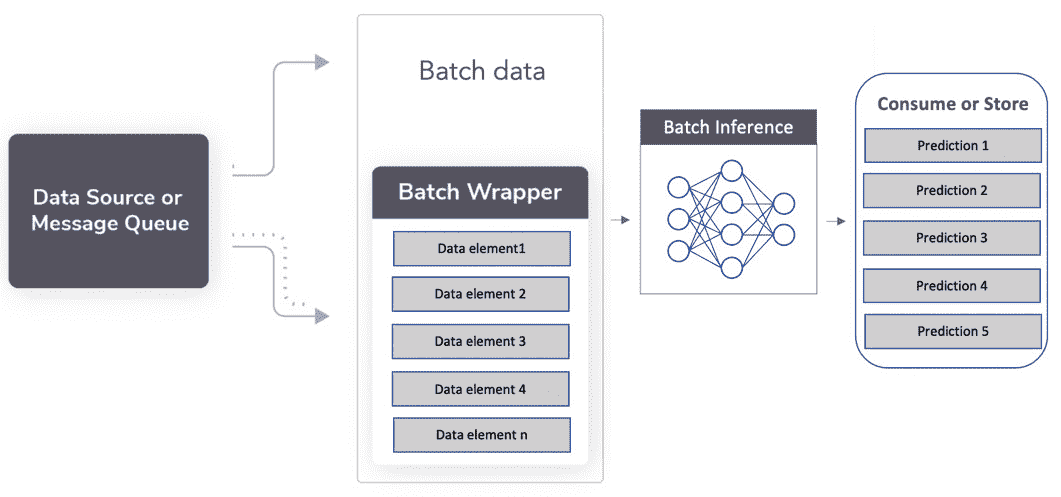 Data Source or
Message Queue
Batch data
Batch Wrapper
Data element1
Data element 2
Data element 3
Data element 4
Data element n
Batch Inference
Consume or Store
Prediction 1
Prediction 2
Prediction 3
Prediction 4
Prediction 5